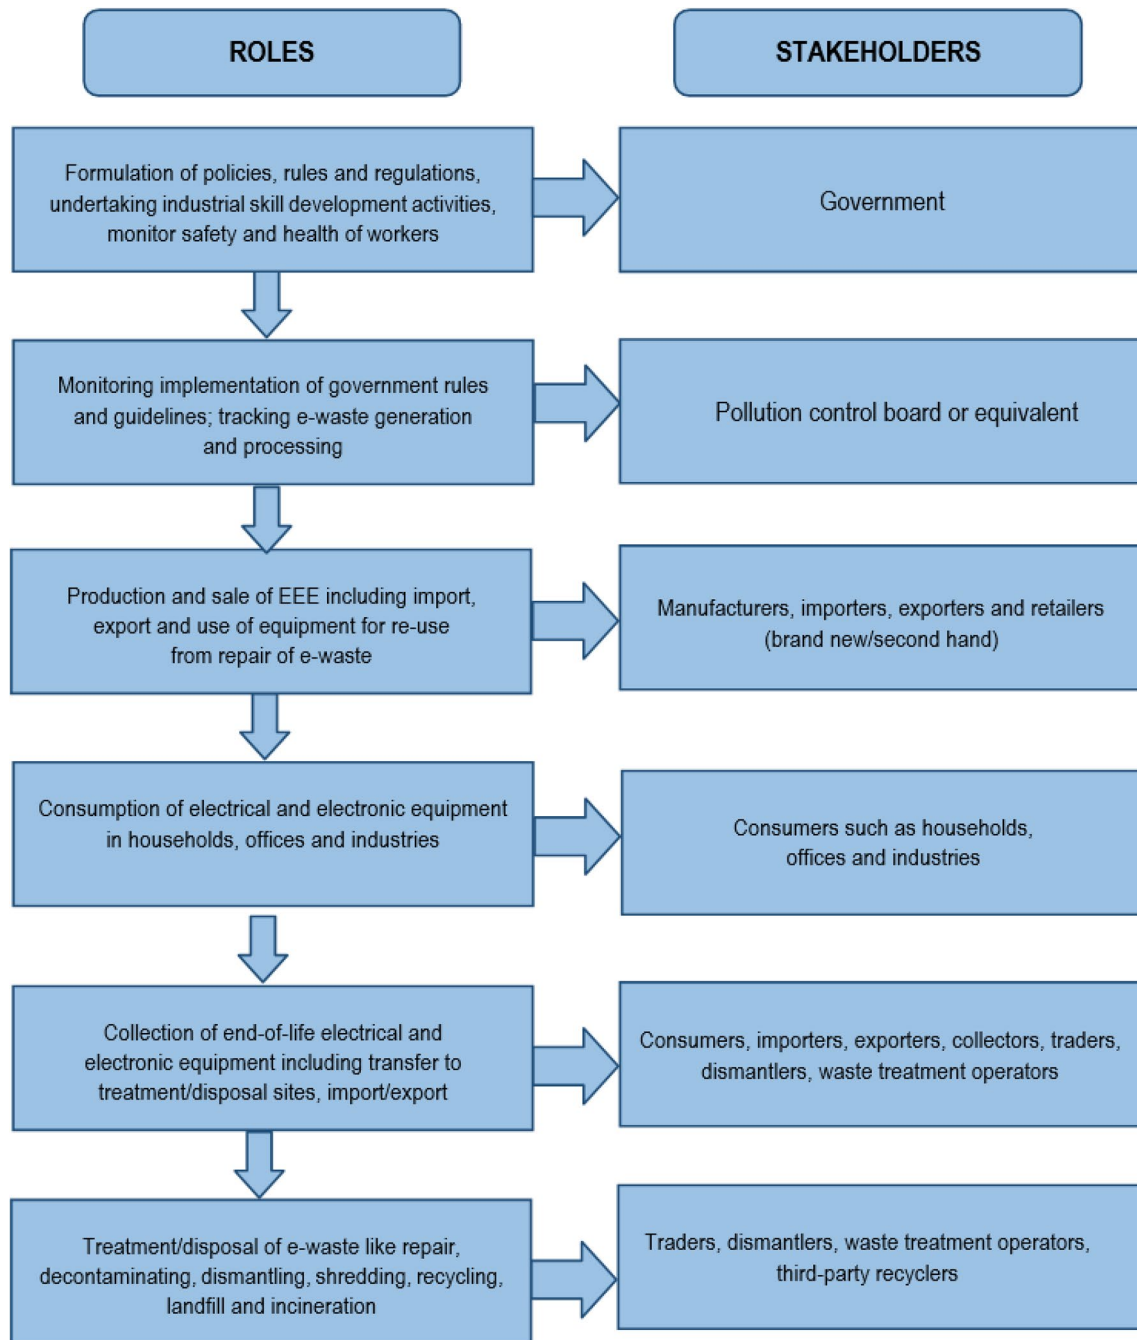 ROLES
STAKEHOLDERS
Formulation of policies, rules and regulations,
undertaking industrial skill development activities,
monitor safety and health of workers
Government
Monitoring implementation of government rules
and guidelines; tracking e-waste generation
and processing
Pollution control board or equivalent
Production and sale of EEE including import,
export and use of equipment for re-use
from repair of e-waste
Manufacturers, importers, exporters and retailers
(brand new/second hand)
Consumption of electrical and electronic equipment
in households, offices and industries
Consumers such as households,
offices and industries
Collection of end-of-life electrical and
electronic equipment including transfer to
treatment/disposal sites, import/export
Consumers, importers, exporters, collectors, traders,
dismantlers, waste treatment operators
Treatment/disposal of e-waste like repair,
decontaminating, dismantling, shredding, recycling,
landfill and incineration
Traders, dismantlers, waste treatment operators,
third-party recyclers